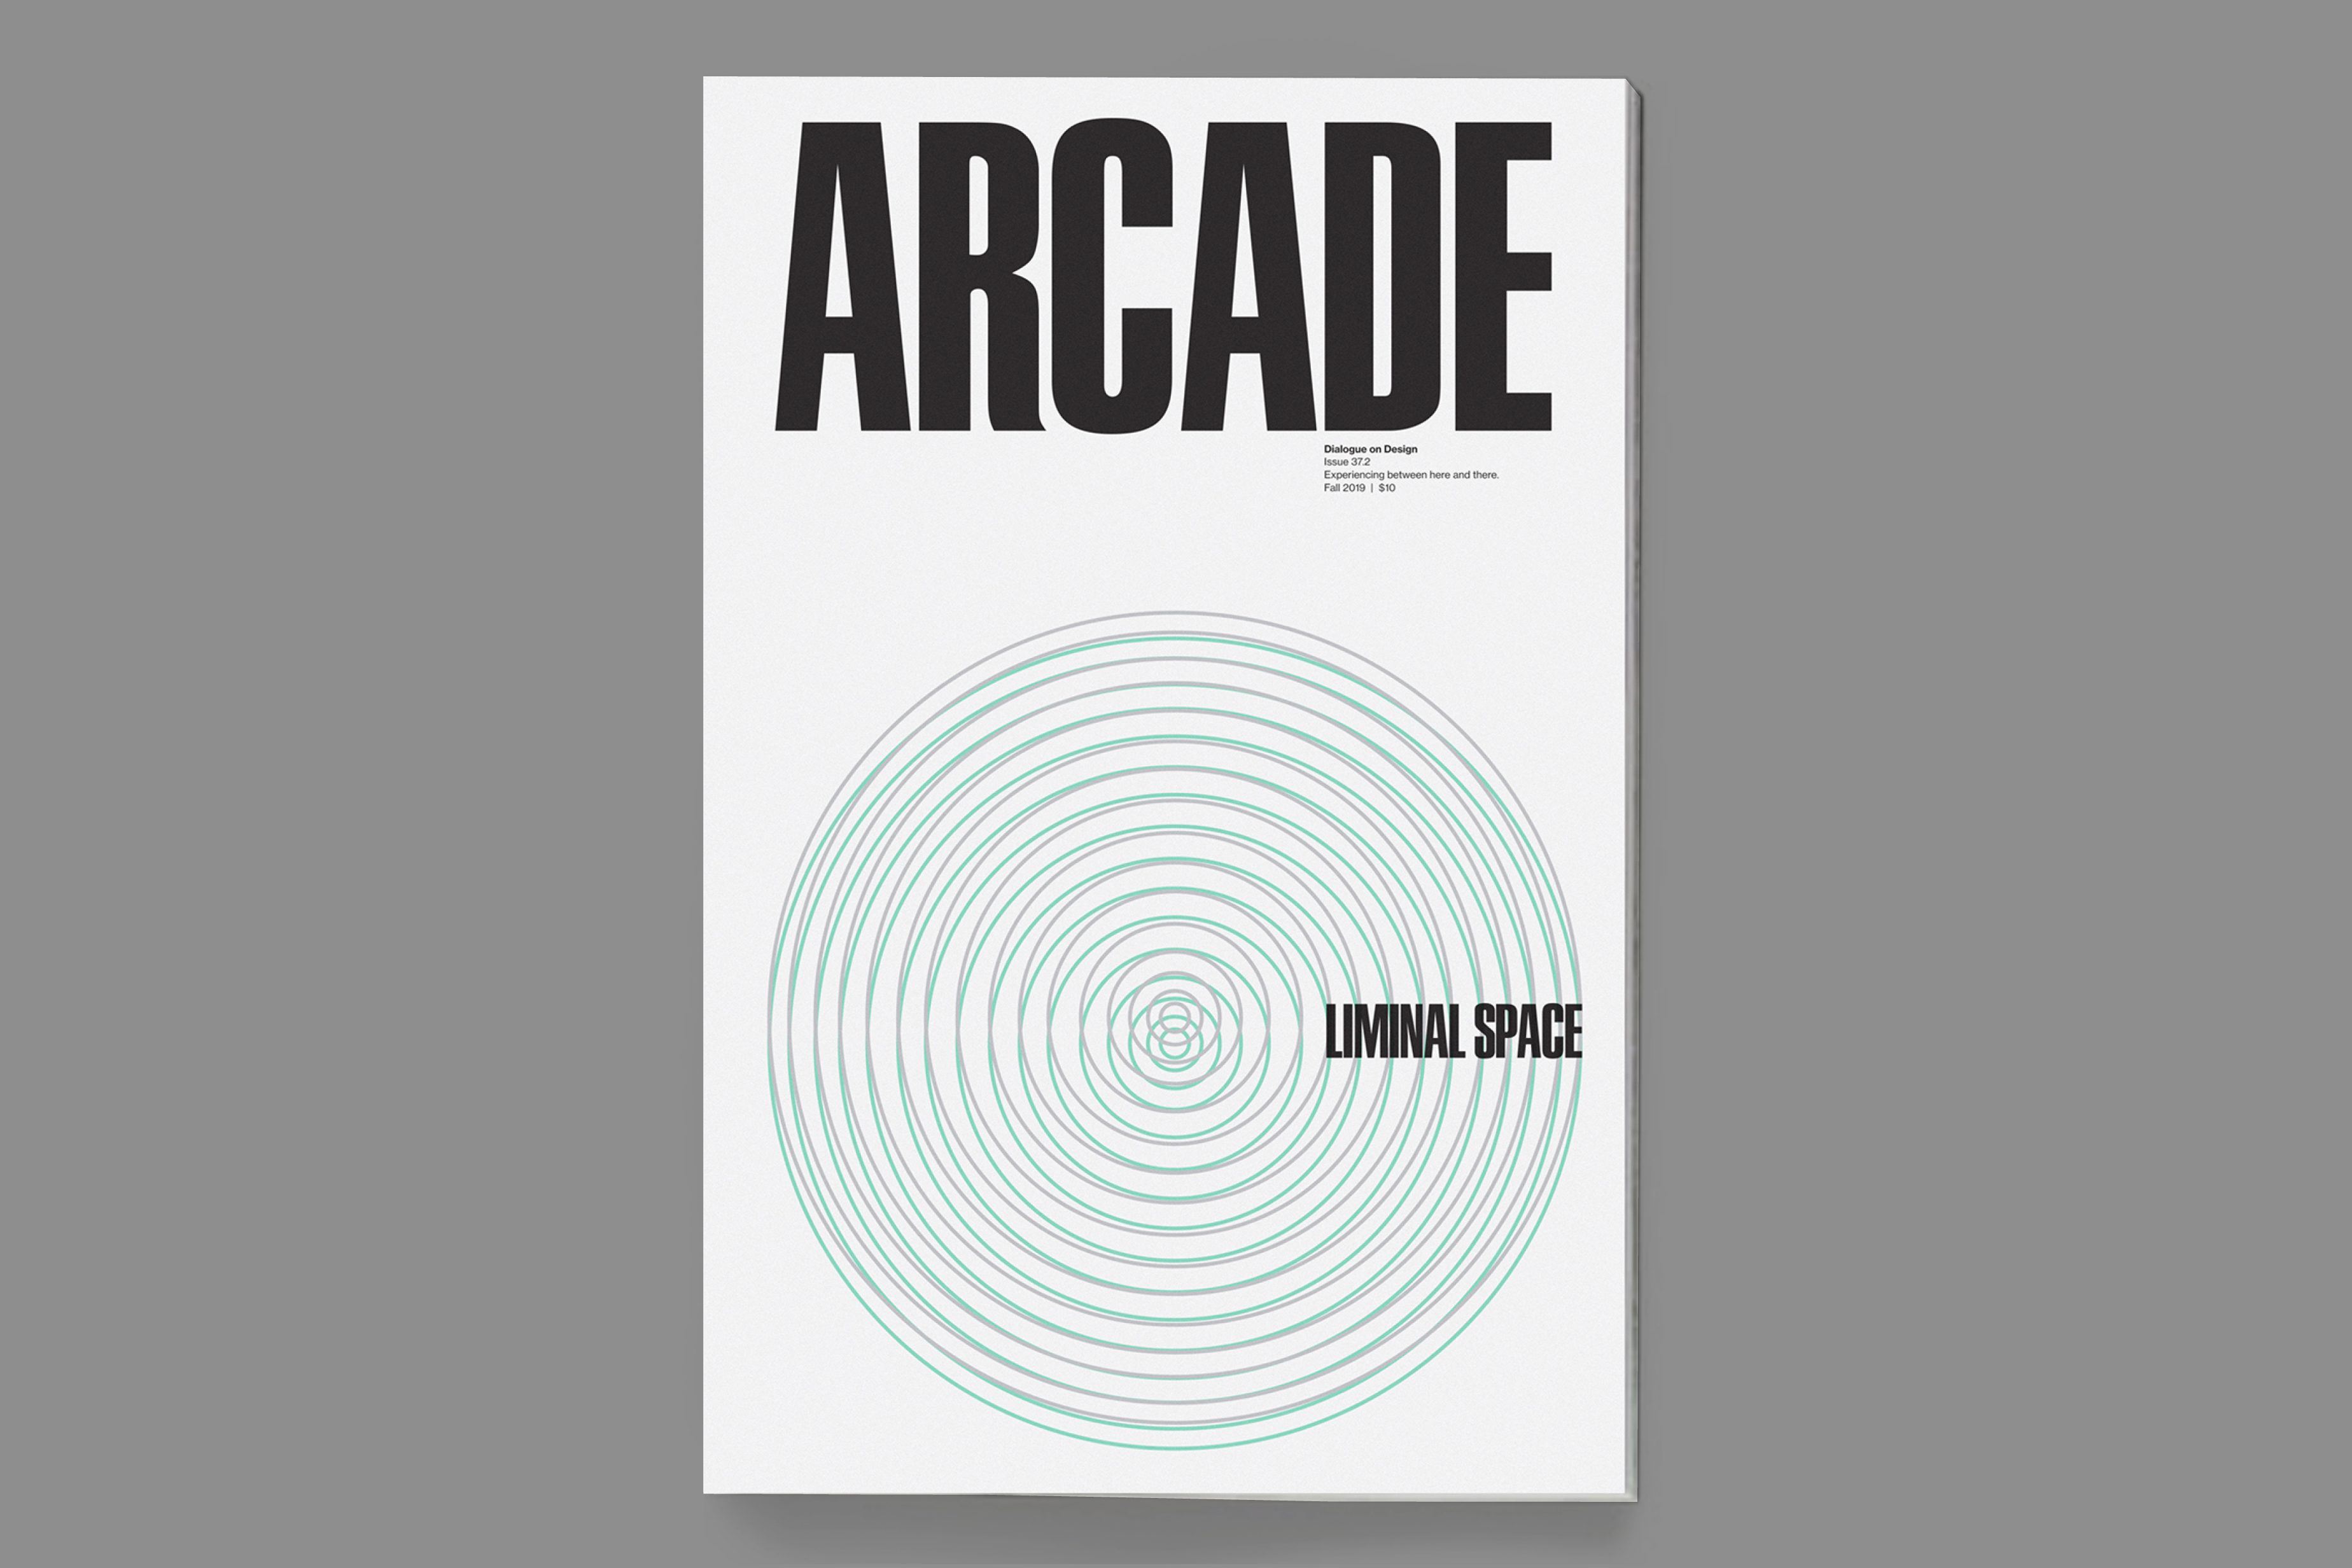 ARCADE
Dialogue on Design
Issue 37.2
Experiencing between here and there.
Fall 2019 | $10
LIMINAL SPACE